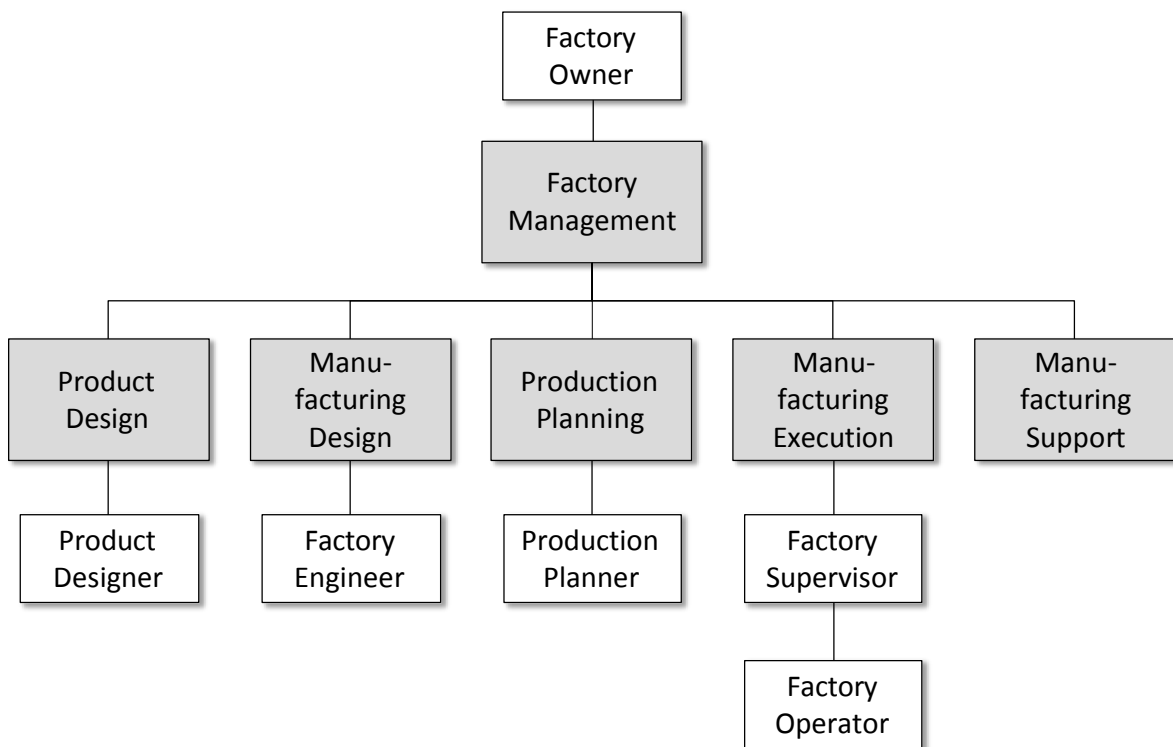 Factory
Owner
Factory
Management
Product
Design
Manu-
facturing
Design
Production
Planning
Manu-
facturing
Execution
Manu-
facturing
Support
Product
Designer
Factory
Engineer
Production
Planner
Factory
Supervisor
Factory
Operator